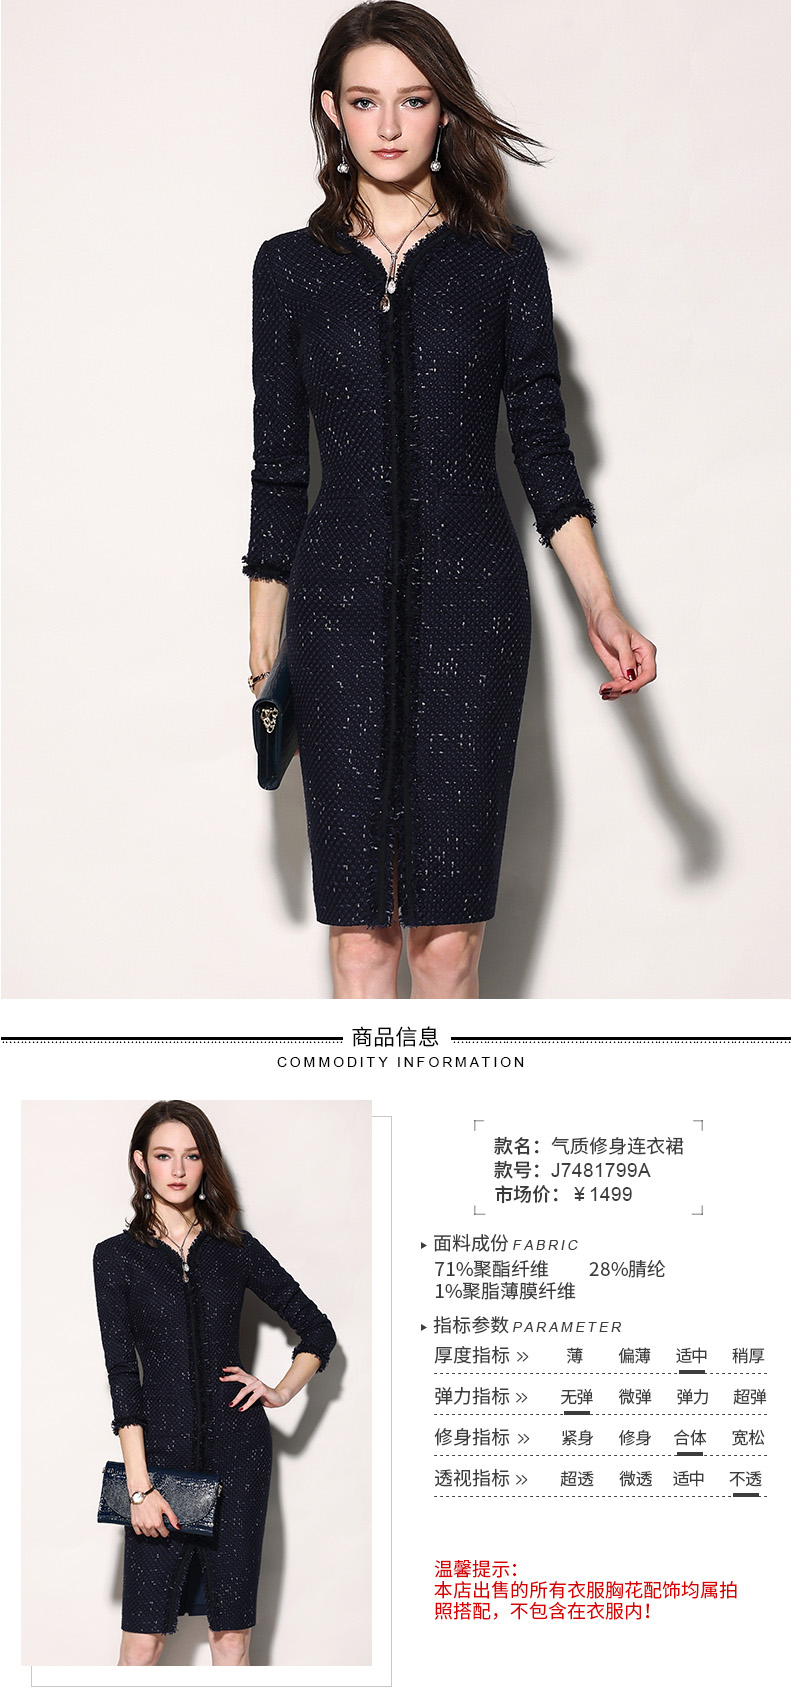 商品信息
COMMODITY INFORMATION
款名：气质修身连衣裙
款号：J7481799A
市场价：￥1499
面料成份 FABRIC
71%聚酯纤维 28%腈纶
1%聚脂薄膜纤维
指标参数 PARAMETER
厚度指标 » 薄 偏薄 适中 稍厚
弹力指标 » 无弹 微弹 弹力 超弹
修身指标 » 紧身 修身 合体 宽松
透视指标 » 超透 微透 适中 不透
温馨提示：
本店出售的所有衣服胸花配饰均属拍
照搭配，不包含在衣服内！